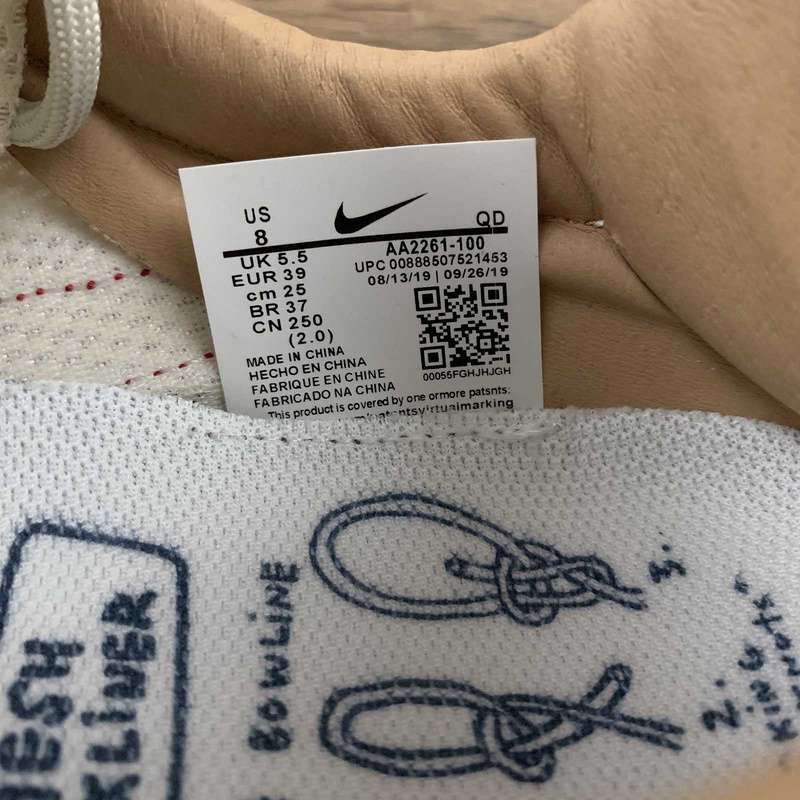 US
8
QD
AA2261-100
UPC 00888507521453
08/13/19 | 09/26/19
UK 5.5
EUR 39
cm 25
BR 37
CN 250
(2.0)
MADE IN CHINA
HECHO EN CHINA
FABRIQUE EN CHINE
FABRICADO NA CHINA
00055FGHJHJGH
This product is covered by one ormore patsnts:
BOWLINE
3.
2.
KING